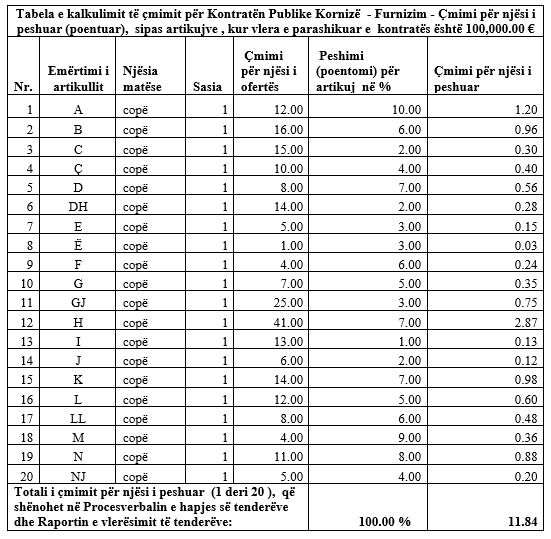 Tabela e kalkulimit të çmimit për Kontratën Publike Kornizë - Furnizim - Çmimi për njësi i
peshuar (poentuar), sipas artikujve , kur vlera e parashikuar e kontratës është 100,000.00 €
Nr. Emërtimi i artikullit Njësia matëse Sasia Çmimi për njësi i ofertës Peshimi (poentomi) për artikuj në % Çmimi për njësi i peshuar
1 A copë 1 12.00 10.00 1.20
2 B copë 1 16.00 6.00 0.96
3 C copë 1 15.00 2.00 0.30
4 Ç copë 1 10.00 4.00 0.40
5 D copë 1 8.00 7.00 0.56
6 DH copë 1 14.00 2.00 0.28
7 E copë 1 5.00 3.00 0.15
8 Ë copë 1 1.00 3.00 0.03
9 F copë 1 4.00 6.00 0.24
10 G copë 1 7.00 5.00 0.35
11 GJ copë 1 25.00 3.00 0.75
12 H copë 1 41.00 7.00 2.87
13 I copë 1 13.00 1.00 0.13
14 J copë 1 6.00 2.00 0.12
15 K copë 1 14.00 7.00 0.98
16 L copë 1 12.00 5.00 0.60
17 LL copë 1 8.00 6.00 0.48
18 M copë 1 4.00 9.00 0.36
19 N copë 1 11.00 8.00 0.88
20 NJ copë 1 5.00 4.00 0.20
Totali i çmimit për njësi i peshuar (1 deri 20 ), që
shënohet në Procesverbalin e hapjes së tenderëve
dhe Raportin e vlerësimit të tenderëve: 100.00 % 11.84